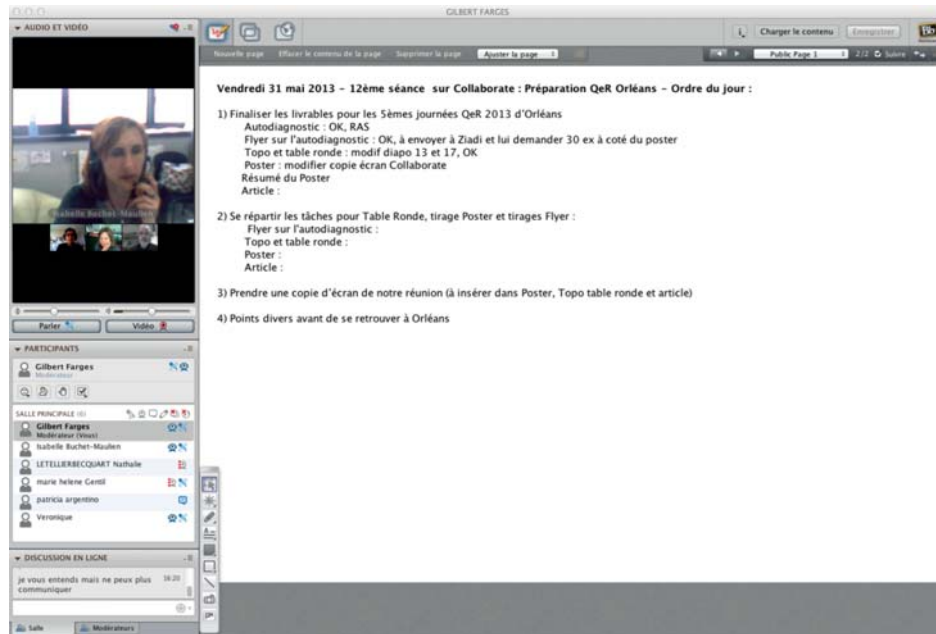 GILBERT FARGES
AUDIO ET VIDÉO
Isabelle Buchet-Maulien
Parler
Vidéo
PARTICIPANTS
Gilbert Farges
Modérateur
SALLE PRINCIPALE (6)
Gilbert Farges
Modérateur (Vous)
Isabelle Buchet-Maulien
LETELLIERBECQUART Nathalie
marie helene Gentil
patricia argentino
Veronique
DISCUSSION EN LIGNE
je vous entends mais ne peux plus communiquer 16:20
Salle
Modérateurs
Charger le contenu
Enregistrer
Bb
Nouvelle page
Effacer le contenu de la page
Supprimer la page
Ajuster la page
Public Page 1
2/2
Suivre
Vendredi 31 mai 2013 – 12ème séance sur Collaborate : Préparation QeR Orléans – Ordre du jour :
1) Finaliser les livrables pour les 5èmes journées QeR 2013 d'Orléans
Autodiagnostic : OK, RAS
Flyer sur l'autodiagnostic : OK, à envoyer à Ziadi et lui demander 30 ex à coté du poster
Topo et table ronde : modif diapo 13 et 17, OK
Poster : modifier copie écran Collaborate
Résumé du Poster
Article :
2) Se répartir les tâches pour Table Ronde, tirage Poster et tirages Flyer :
Flyer sur l'autodiagnostic :
Topo et table ronde :
Poster :
Article :
3) Prendre une copie d'écran de notre réunion (à insérer dans Poster, Topo table ronde et article)
4) Points divers avant de se retrouver à Orléans